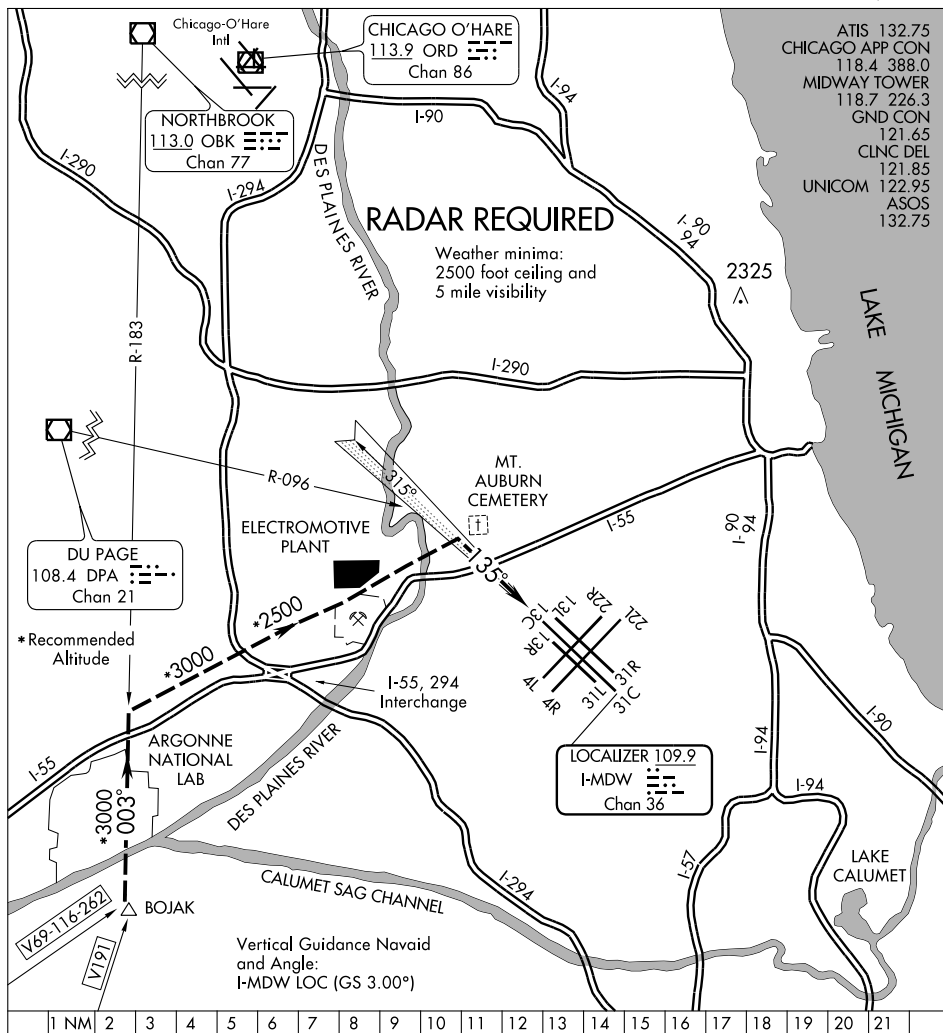 Chicago-O'Hare
Intl
CHICAGO O'HARE
113.9 ORD
Chan 86
ATIS 132.75
CHICAGO APP CON
118.4 388.0
MIDWAY TOWER
118.7 226.3
GND CON
121.65
CLNC DEL
121.85
UNICOM 122.95
ASOS
132.75
NORTHBROOK
113.0 OBK
Chan 77
I-94
I-90
I-290
I-294
DES PLAINES RIVER
RADAR REQUIRED
Weather minima:
2500 foot ceiling and
5 mile visibility
I-90
94
2325
LAKE
MICHIGAN
R-183
I-290
R-096
315°
MT.
AUBURN
CEMETERY
ELECTROMOTIVE
PLANT
I-55
I-90
94
DU PAGE
108.4 DPA
Chan 21
135°
*Recommended
Altitude
*2500
*3000
13C
13L
22R
22L
13R
4L
4R
31L
31R
31C
I-55, 294
Interchange
ARGONNE
NATIONAL
LAB
I-55
DES PLAINES RIVER
LOCALIZER 109.9
I-MDW
Chan 36
I-94
I-90
I-94
*3000
003°
I-57
LAKE
CALUMET
I-294
CALUMET SAG CHANNEL
BOJAK
V69-116-262
V191
Vertical Guidance Navaid
and Angle:
I-MDW LOC (GS 3.00°)
1 NM 2 3 4 5 6 7 8 9 10 11 12 13 14 15 16 17 18 19 20 21